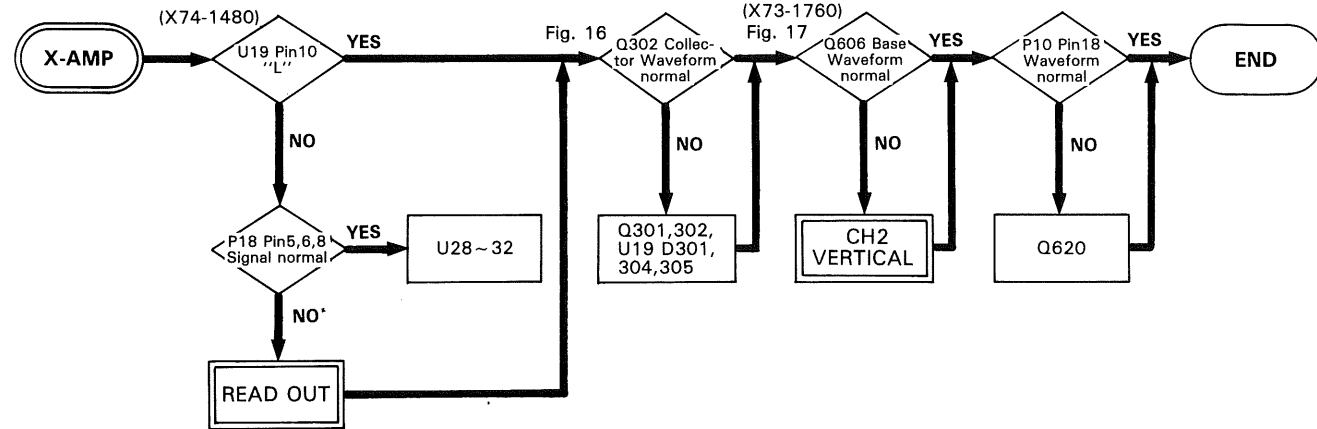 (X74-1480)
X-AMP
U19 Pin10
"L"
YES
NO
P18 Pin5,6,8
Signal normal
YES
U28~32
NO*
READ OUT
Fig. 16
Q302 Collec-
tor Waveform
normal
NO
Q301,302,
U19 D301,
304,305
(X73-1760)
Fig. 17
Q606 Base
Waveform
normal
YES
NO
CH2
VERTICAL
P10 Pin18
Waveform
normal
YES
NO
Q620
END